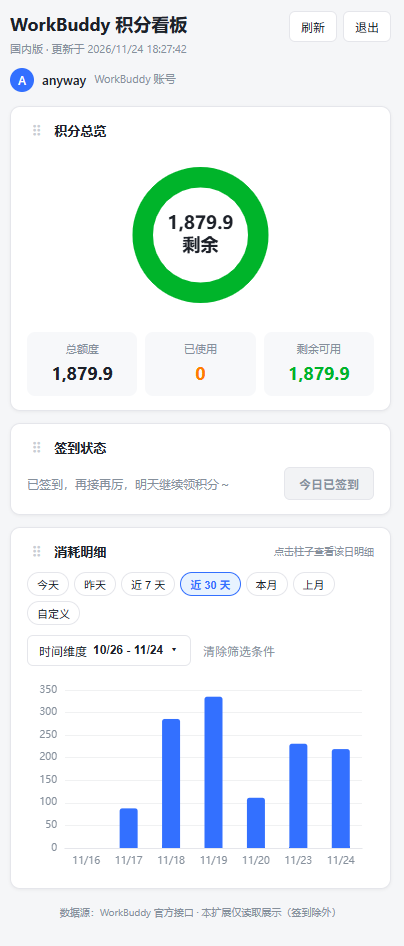 WorkBuddy 积分看板
刷新
退出
国内版 · 更新于 2026/11/24 18:27:42
A anyway WorkBuddy 账号
积分总览
1,879.9
剩余
总额度
1,879.9
已使用
0
剩余可用
1,879.9
签到状态
已签到，再接再厉，明天继续领积分～
今日已签到
消耗明细
点击柱子查看该日明细
今天 昨天 近 7 天 近 30 天 本月 上月
自定义
时间维度 10/26 - 11/24
清除筛选条件
350
300
250
200
150
100
50
0
11/16 11/17 11/18 11/19 11/20 11/23 11/24
数据源：WorkBuddy 官方接口 · 本扩展仅读取展示（签到除外）